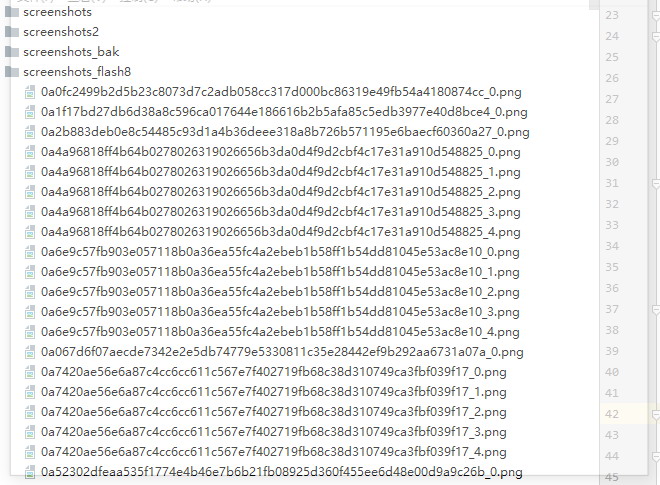 screenshots
screenshots2
screenshots_bak
screenshots_flash8
0a0fc2499b2d5b23c8073d7c2adb058cc317d000bc86319e49fb54a4180874cc_0.png
0a1f17bd27db6d38a8c596ca017644e186616b2b5afa85c5edb3977e40d8bce4_0.png
0a2b883deb0e8c54485c93d1a4b36deee318a8b726b571195e6baecf60360a27_0.png
0a4a96818ff4b64b0278026319026656b3da0d4f9d2cbf4c17e31a910d548825_0.png
0a4a96818ff4b64b0278026319026656b3da0d4f9d2cbf4c17e31a910d548825_1.png
0a4a96818ff4b64b0278026319026656b3da0d4f9d2cbf4c17e31a910d548825_2.png
0a4a96818ff4b64b0278026319026656b3da0d4f9d2cbf4c17e31a910d548825_3.png
0a4a96818ff4b64b0278026319026656b3da0d4f9d2cbf4c17e31a910d548825_4.png
0a6e9c57fb903e057118b0a36ea55fc4a2ebeb1b58ff1b54dd81045e53ac8e10_0.png
0a6e9c57fb903e057118b0a36ea55fc4a2ebeb1b58ff1b54dd81045e53ac8e10_1.png
0a6e9c57fb903e057118b0a36ea55fc4a2ebeb1b58ff1b54dd81045e53ac8e10_2.png
0a6e9c57fb903e057118b0a36ea55fc4a2ebeb1b58ff1b54dd81045e53ac8e10_3.png
0a6e9c57fb903e057118b0a36ea55fc4a2ebeb1b58ff1b54dd81045e53ac8e10_4.png
0a067d6f07aecde7342e2e5db74779e5330811c35e28442ef9b292aa6731a07a_0.png
0a7420ae56e6a87c4cc6cc611c567e7f402719fb68c38d310749ca3fbf039f17_0.png
0a7420ae56e6a87c4cc6cc611c567e7f402719fb68c38d310749ca3fbf039f17_1.png
0a7420ae56e6a87c4cc6cc611c567e7f402719fb68c38d310749ca3fbf039f17_2.png
0a7420ae56e6a87c4cc6cc611c567e7f402719fb68c38d310749ca3fbf039f17_3.png
0a7420ae56e6a87c4cc6cc611c567e7f402719fb68c38d310749ca3fbf039f17_4.png
0a52302dfeaa535f1774e4b46e7b6b21fb08925d360f455ee6d48e00d9a9c26b_0.png
23
24
25
26
27
28
29
30
31
32
33
34
35
36
37
38
39
40
41
42
43
44
45